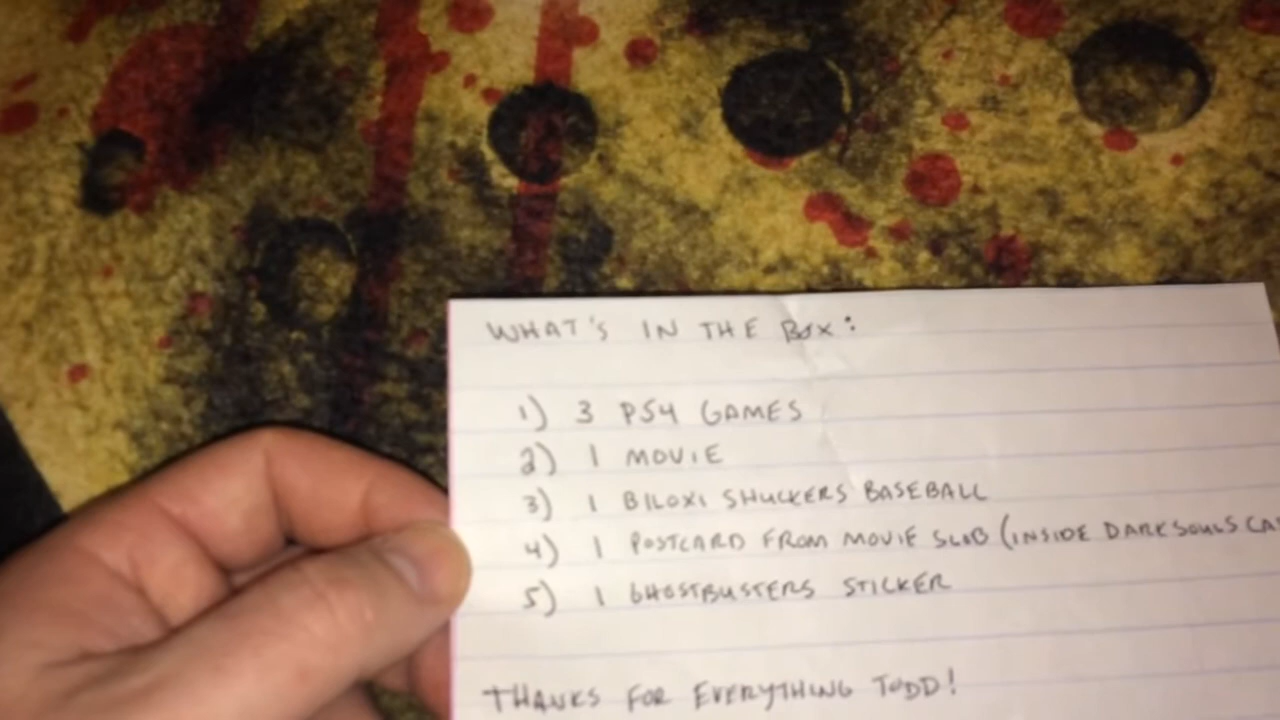 WHAT'S IN THE BOX:
1) 3 PS4 GAMES
2) 1 MOVIE
3) 1 BILOXI SHUCKERS BASEBALL
4) 1 POSTCARD FROM MOVIE SLOB (INSIDE DARKSOULS
5) 1 GHOSTBUSTERS STICKER
THANKS FOR EVERYTHING TODD!